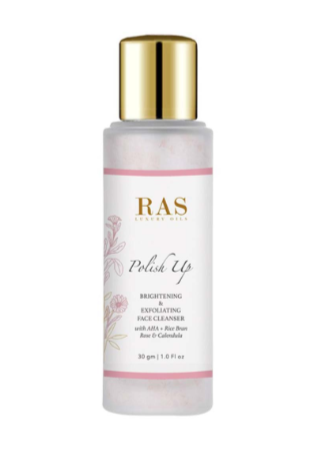 RAS
LUXURY OILS
Polish Up
BRIGHTENING
&
EXFOLIATING
FACE CLEANSER
with AHA + Rice Bran
Rose & Calendula
30 gm | 1.0 Fl oz